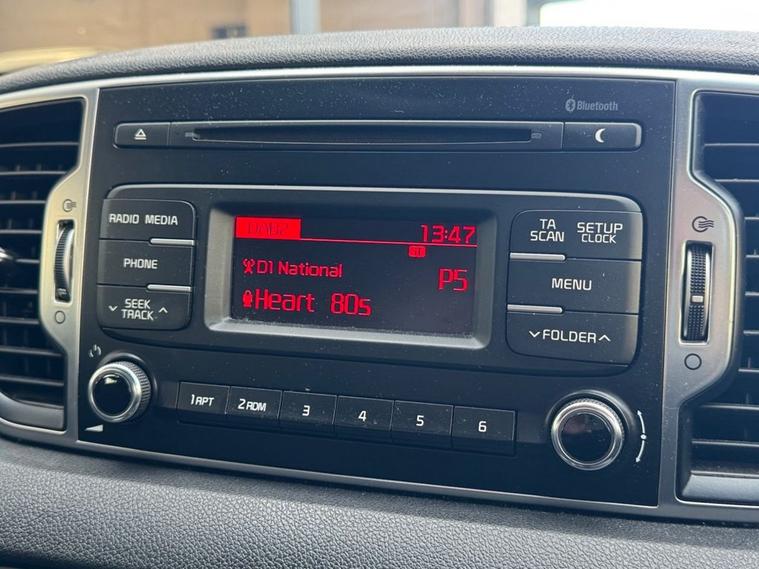 Bluetooth
RADIO MEDIA
PHONE
SEEK
TRACK
13:47
D1 National
P5
Heart 80s
TA
SCAN
SETUP
CLOCK
MENU
FOLDER
1 RPT
2 RDM
3
4
5
6